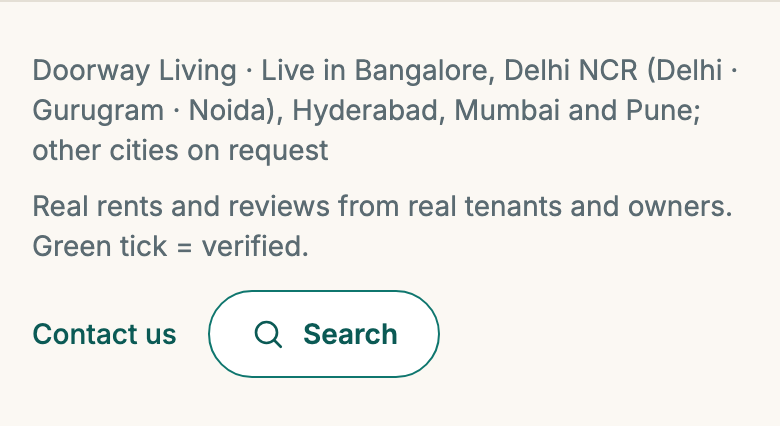 Doorway Living · Live in Bangalore, Delhi NCR (Delhi ·
Gurugram · Noida), Hyderabad, Mumbai and Pune;
other cities on request
Real rents and reviews from real tenants and owners.
Green tick = verified.
Contact us
Search